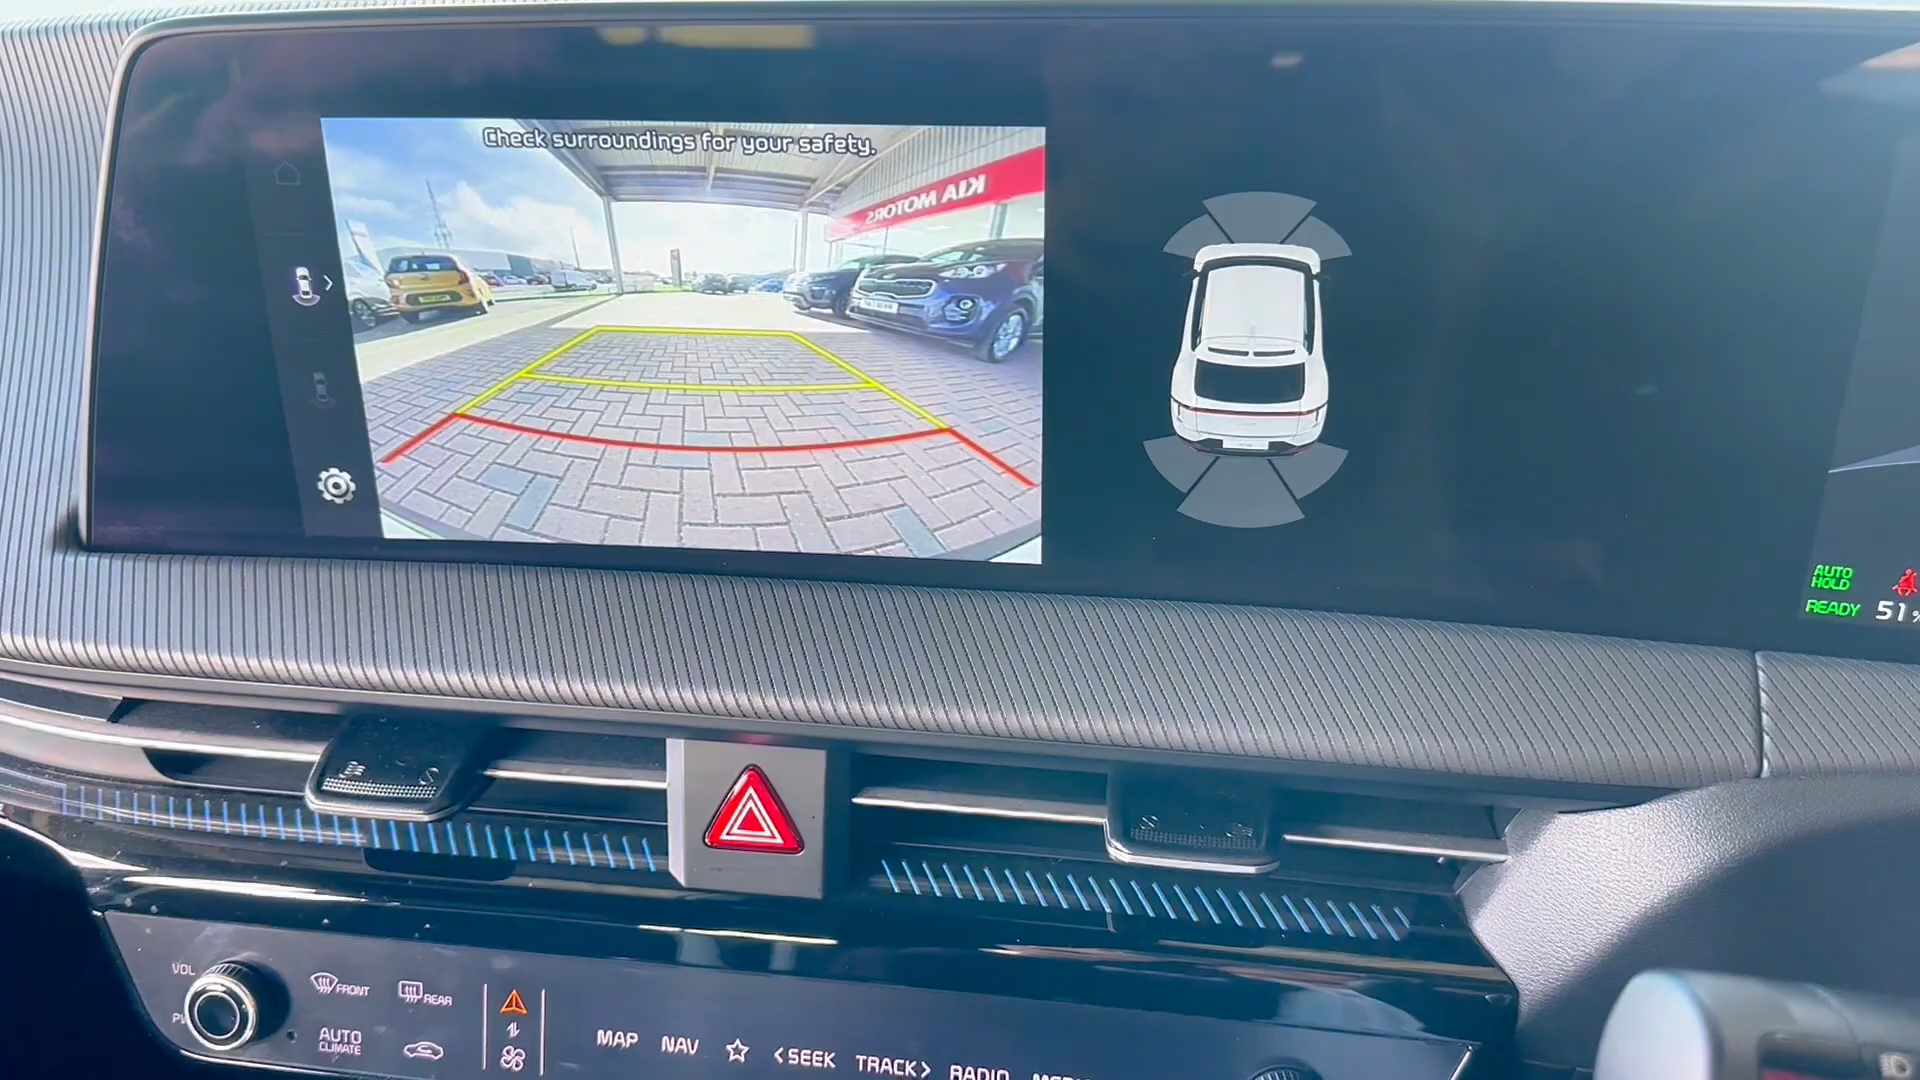 Check surroundings for your safety.
KIA MOTORS
AUTO
HOLD
READY 51%
VOL
FRONT
REAR
AUTO
CLIMATE
MAP
NAV
< SEEK
TRACK >
RADIO